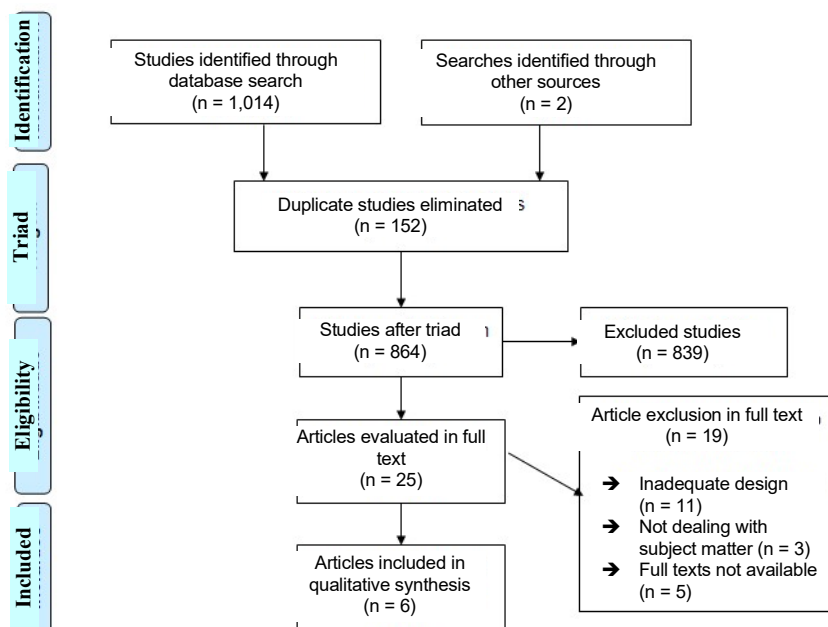 Identification
Studies identified through
database search
(n = 1,014)
Searches identified through
other sources
(n = 2)
Triad
Duplicate studies eliminated s
(n = 152)
Studies after triad
(n = 864)
Excluded studies
(n = 839)
Eligibility
Articles evaluated in full
text
(n = 25)
Article exclusion in full text
(n = 19)
➔ Inadequate design
(n = 11)
➔ Not dealing with
subject matter (n = 3)
➔ Full texts not available
(n = 5)
Included
Articles included in
qualitative synthesis
(n = 6)